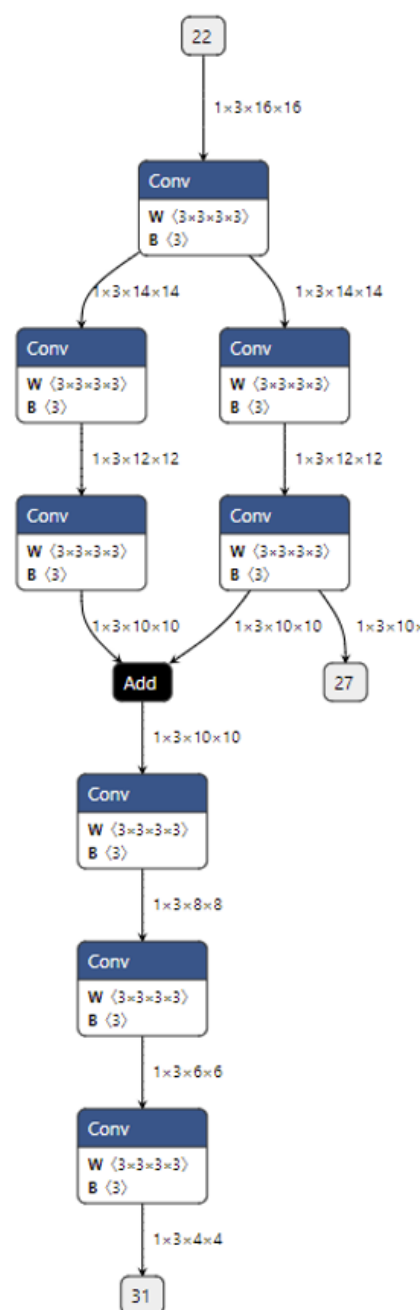 22
1×3×16×16
Conv
W 〈3×3×3×3〉
B 〈3〉
1×3×14×14
1×3×14×14
Conv
W 〈3×3×3×3〉
B 〈3〉
Conv
W 〈3×3×3×3〉
B 〈3〉
1×3×12×12
1×3×12×12
Conv
W 〈3×3×3×3〉
B 〈3〉
Conv
W 〈3×3×3×3〉
B 〈3〉
1×3×10×10
1×3×10×10
1×3×10×
Add
27
1×3×10×10
Conv
W 〈3×3×3×3〉
B 〈3〉
1×3×8×8
Conv
W 〈3×3×3×3〉
B 〈3〉
1×3×6×6
Conv
W 〈3×3×3×3〉
B 〈3〉
1×3×4×4
31